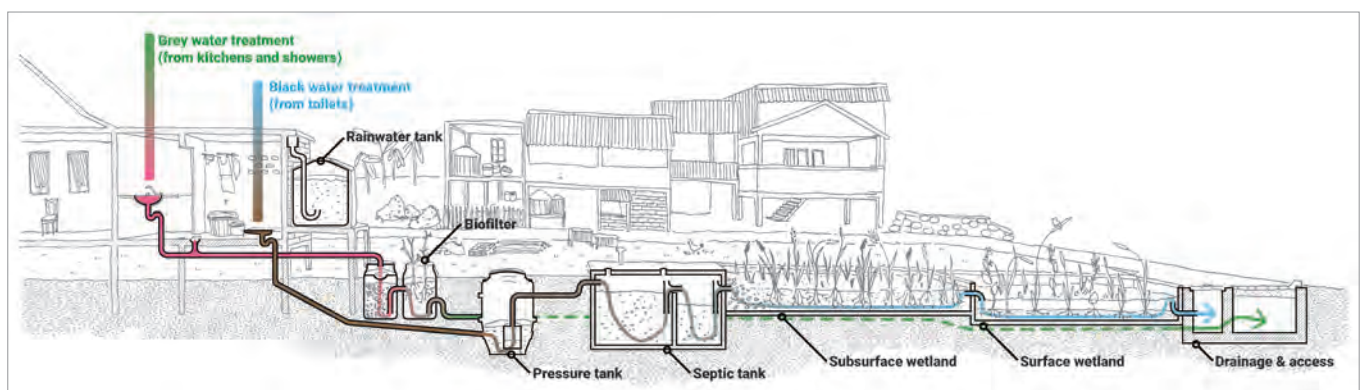 Grey water treatment
(from kitchens and showers)
Black water treatment
(from toilets)
Rainwater tank
Biofilter
Pressure tank
Septic tank
Subsurface wetland
Surface wetland
Drainage & access